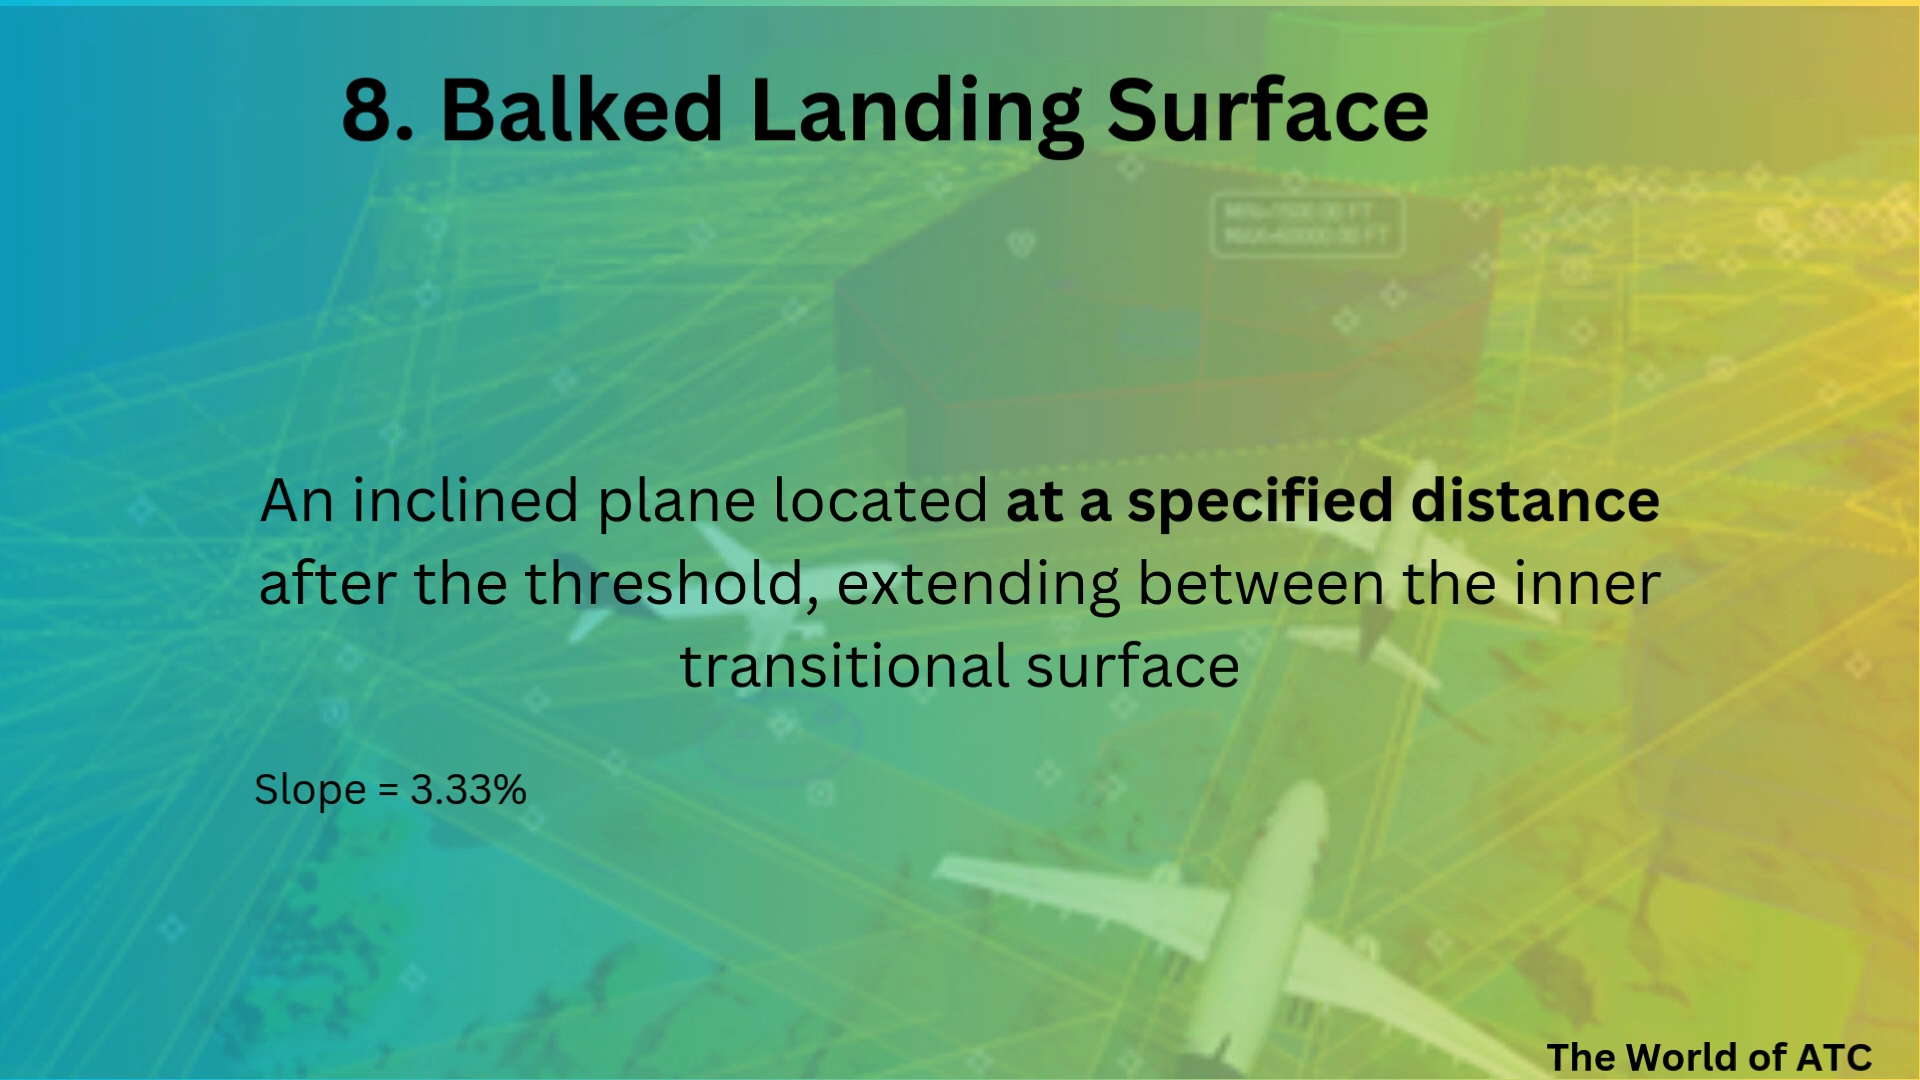 8. Balked Landing Surface
An inclined plane located at a specified distance
after the threshold, extending between the inner
transitional surface
Slope = 3.33%
The World of ATC